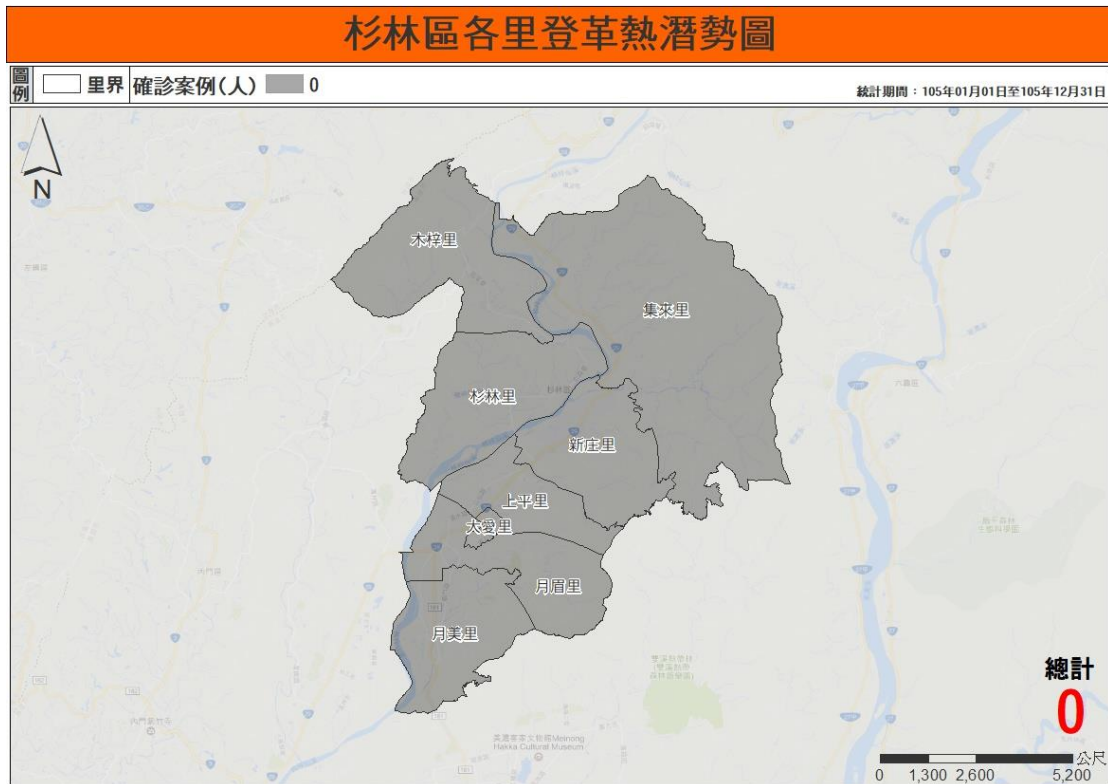 杉林區各里登革熱潛勢圖
圖例 里界 確診案例(人) 0
統計期間：105年01月01日至105年12月31日
N
木梓里
集來里
杉林里
新庄里
上平里
大愛里
月眉里
月美里
Meinong
Hakka Cultural Museum
總計
0
公尺
0 1,300 2,600 5,200